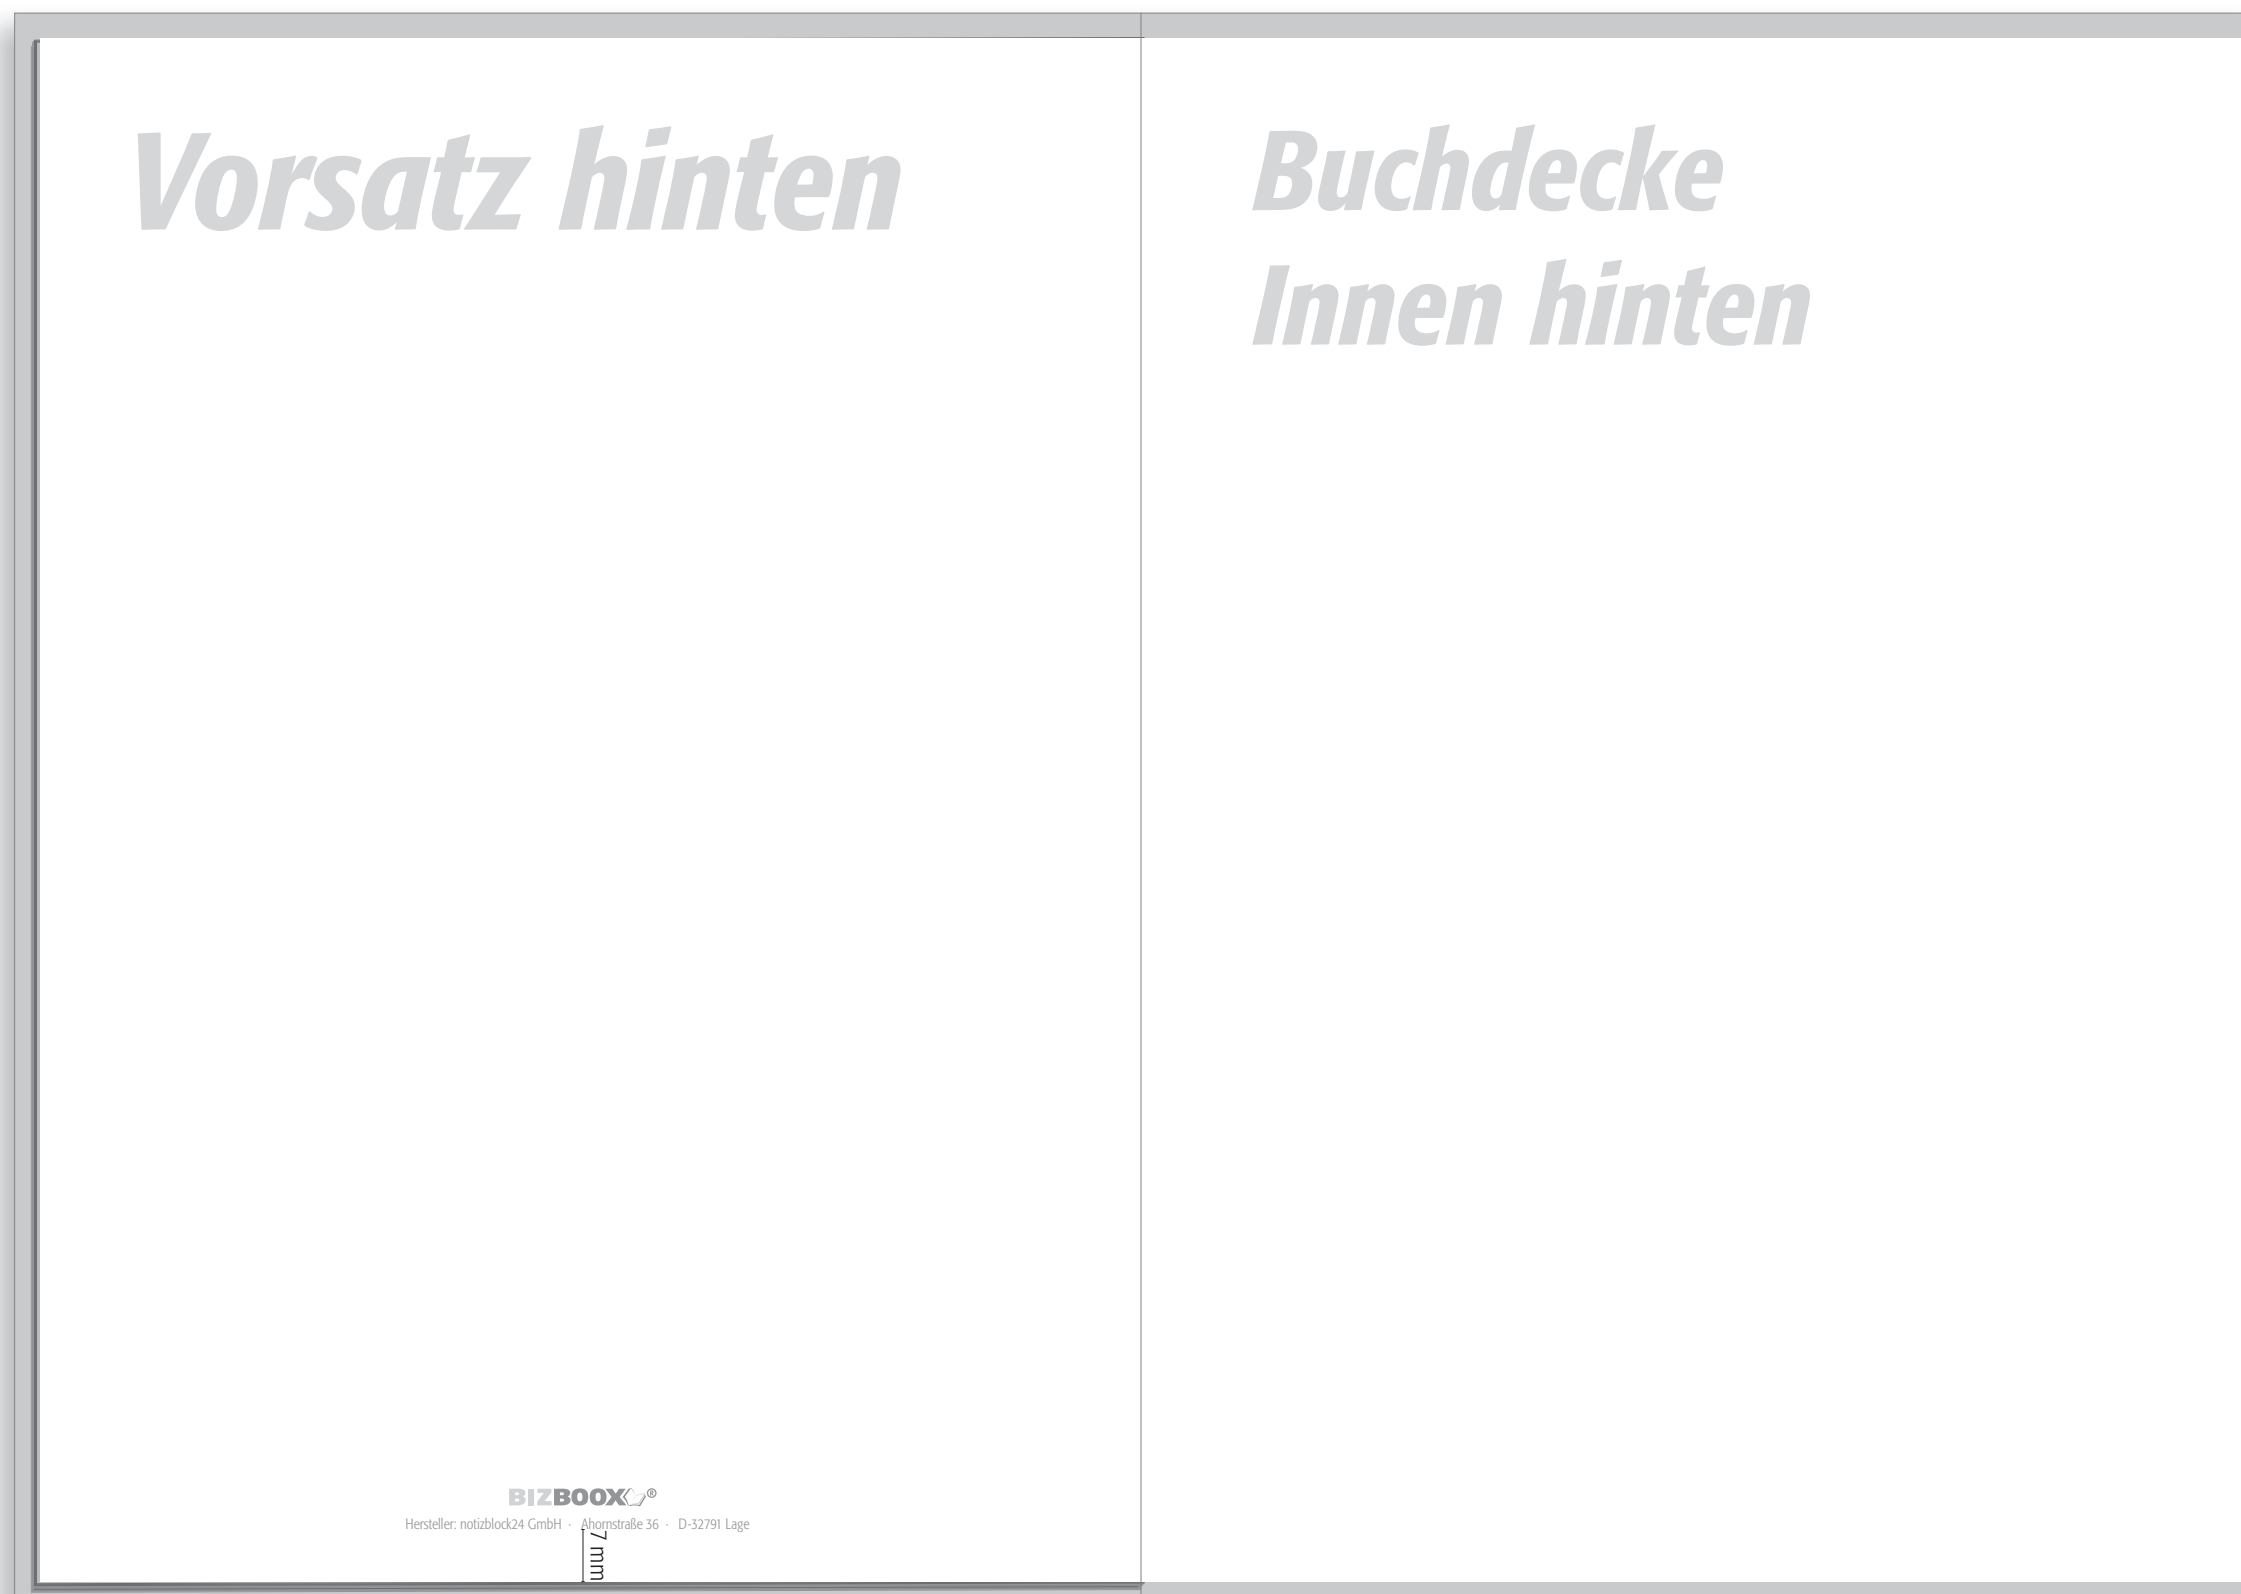 Vorsatz hinten
Buchdecke
Innen hinten
BIZBOOX®
Hersteller: notizblock24 GmbH · Ahornstraße 36 · D-32791 Lage
7 mm